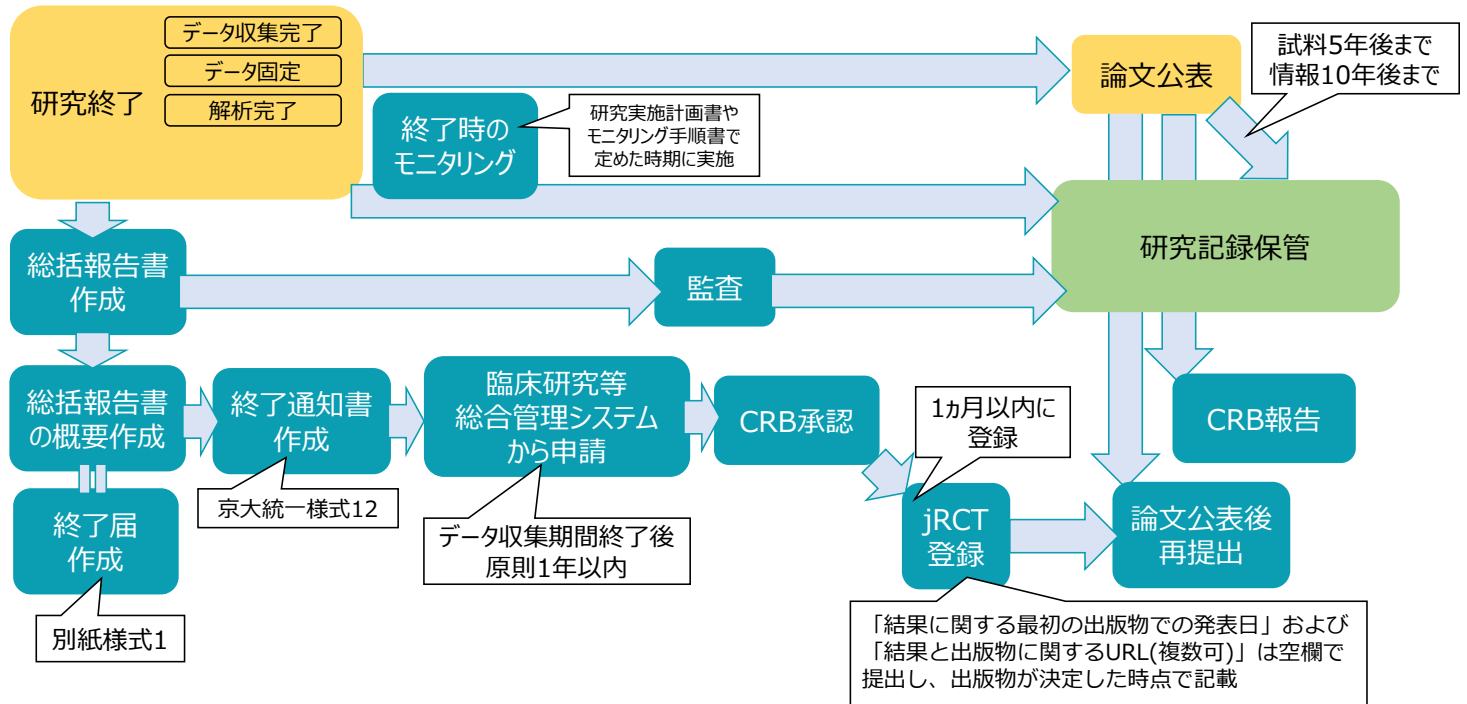 研究終了
データ収集完了
データ固定
解析完了
終了時の
モニタリング
研究実施計画書や
モニタリング手順書で
定めた時期に実施
論文公表
試料5年後まで
情報10年後まで
研究記録保管
総括報告書
作成
監査
総括報告書
の概要作成
終了通知書
作成
京大統一様式12
臨床研究等
総合管理システム
から申請
データ収集期間終了後
原則1年以内
CRB承認
1ヵ月以内に
登録
CRB報告
終了届
作成
別紙様式1
jRCT
登録
論文公表後
再提出
「結果に関する最初の出版物での発表日」および
「結果と出版物に関するURL(複数可)」は空欄で
提出し、出版物が決定した時点で記載